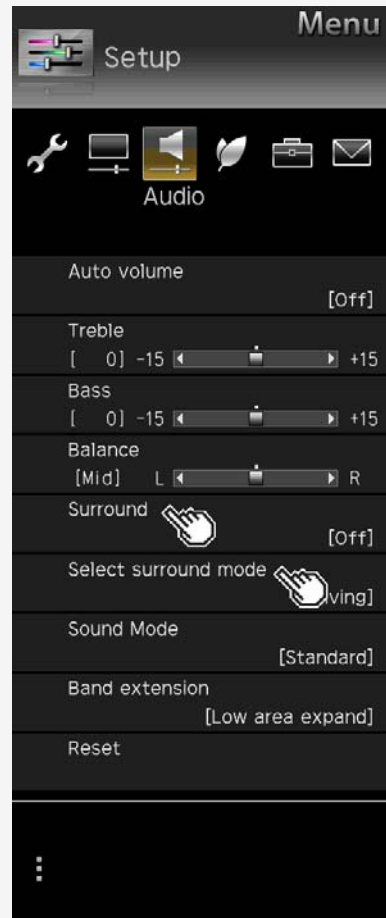 Menu
Setup
Audio
Auto volume
[Off]
Treble
[ 0] -15 +15
Bass
[ 0] -15 +15
Balance
[Mid] L R
Surround
[Off]
Select surround mode
Sound Mode
[Standard]
Band extension
[Low area expand]
Reset